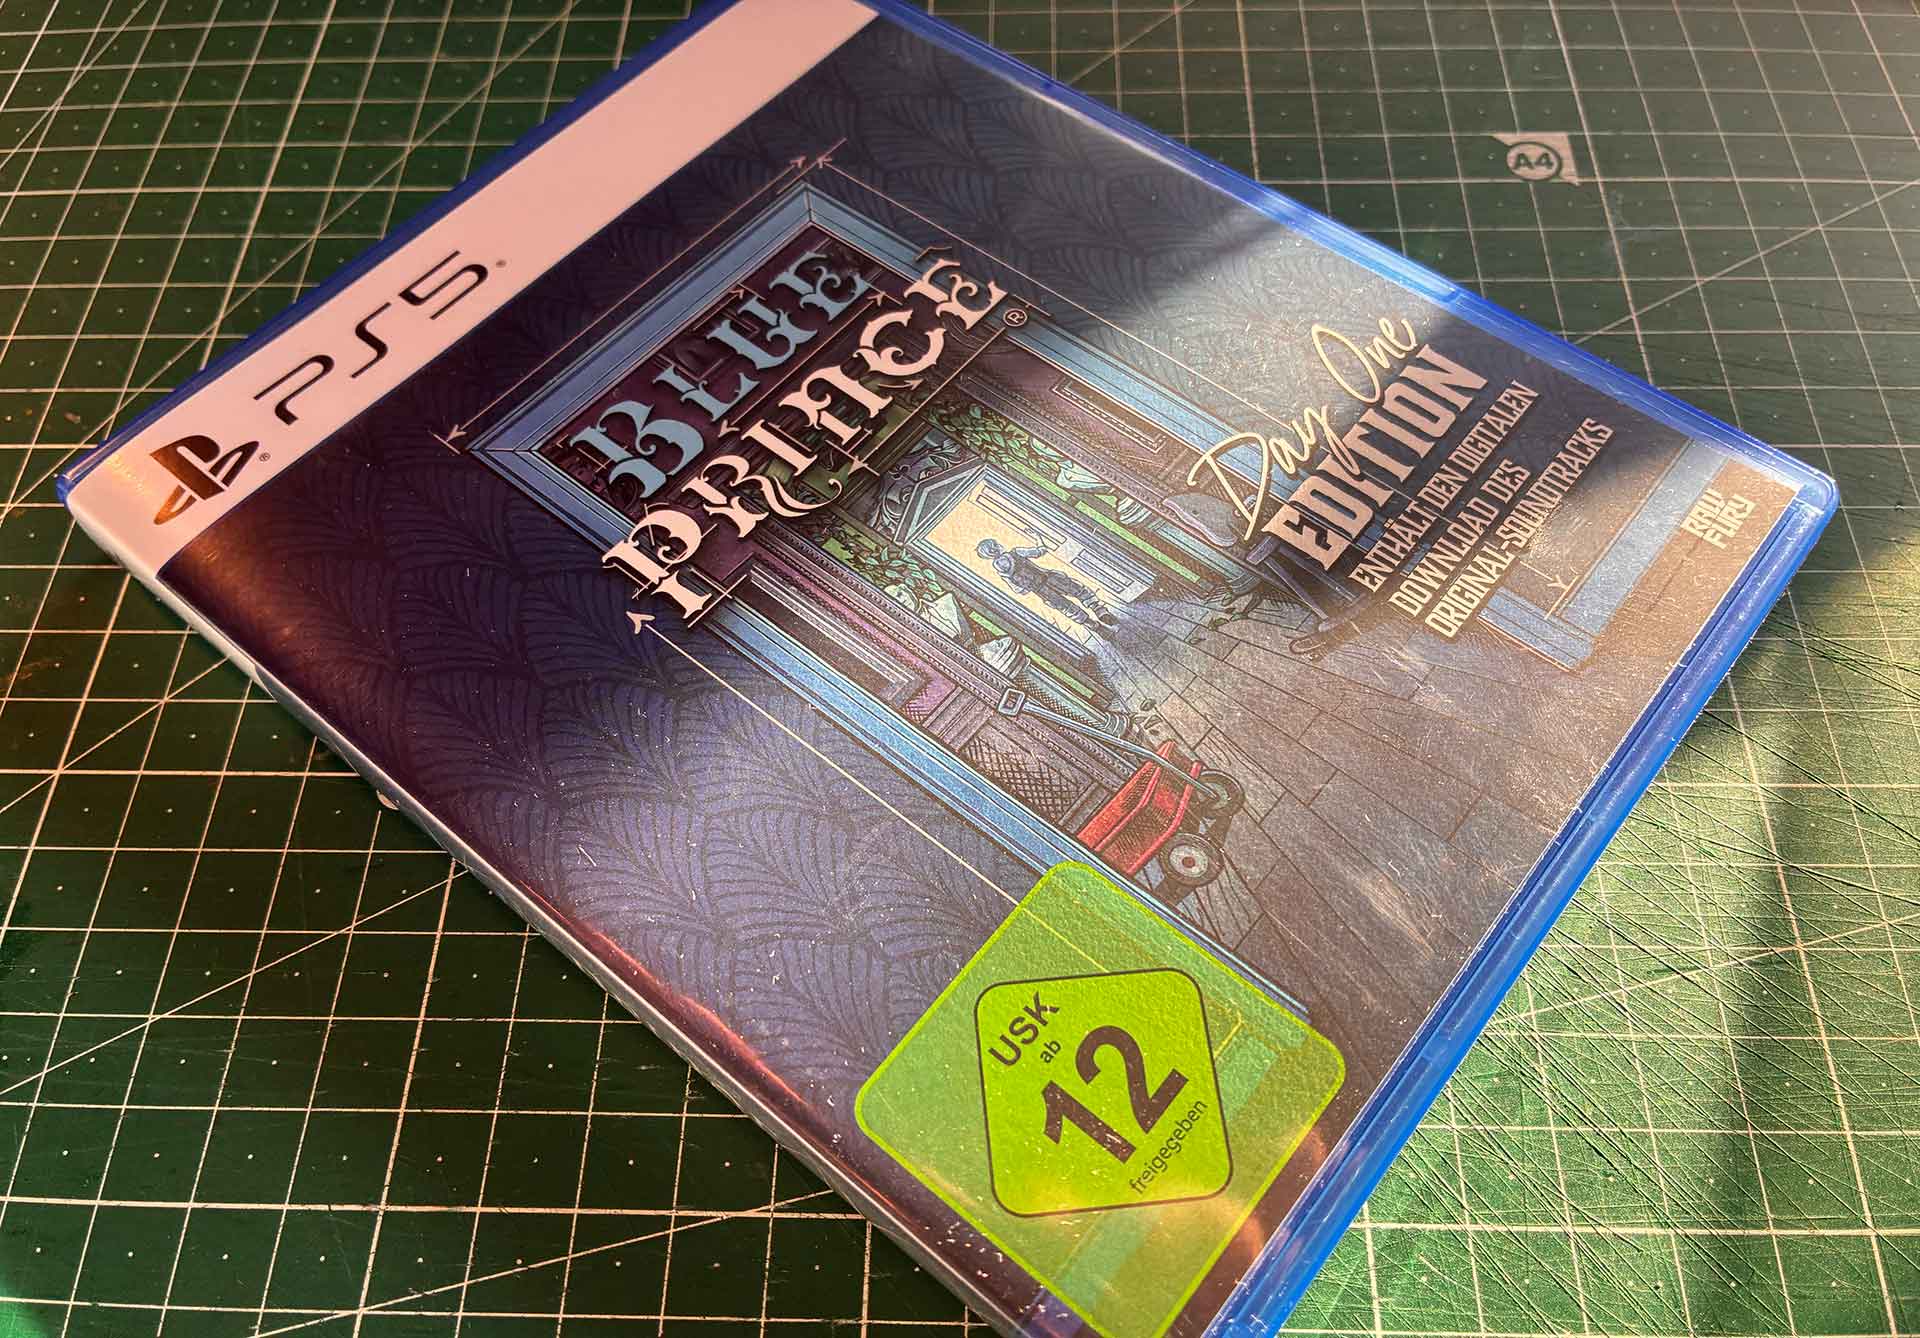 PS5
BLUE
PRINCE®
Day One
EDITION
ENTHÄLT DEN DIGITALEN
DOWNLOAD DES
ORIGINAL-SOUNDTRACKS
RAW
FURY
USK
ab
12
freigegeben
A4